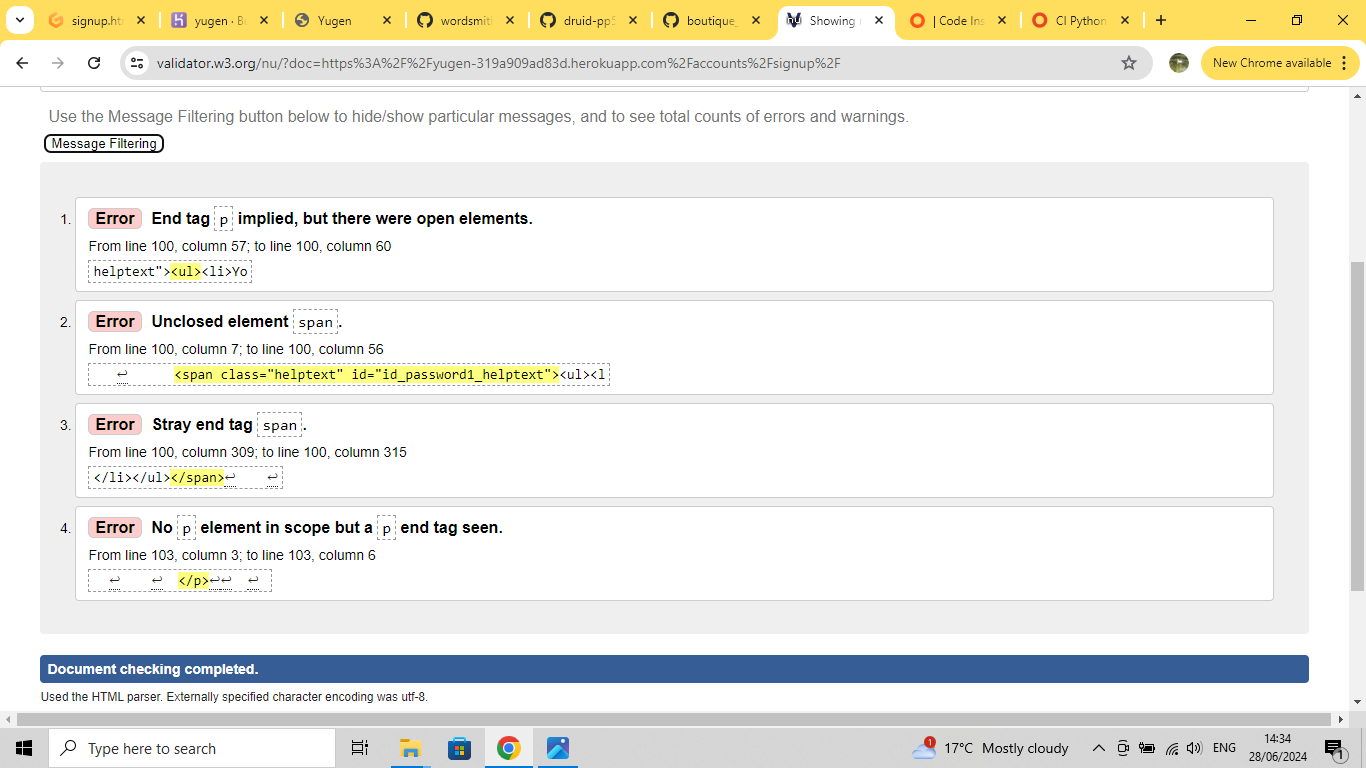 signup.ht
yugen · B
Yugen
wordsmit
druid-pp5
boutique_
Showing
| Code Ins
CI Python
validator.w3.org/nu/?doc=https%3A%2F%2Fyugen-319a909ad83d.herokuapp.com%2Faccounts%2Fsignup%2F
New Chrome available
Use the Message Filtering button below to hide/show particular messages, and to see total counts of errors and warnings.
Message Filtering
1. Error End tag p implied, but there were open elements.
From line 100, column 57; to line 100, column 60
helptext"><ul><li>Yo
2. Error Unclosed element span.
From line 100, column 7; to line 100, column 56
↩ <span class="helptext" id="id_password1_helptext"><ul><l
3. Error Stray end tag span.
From line 100, column 309; to line 100, column 315
</li></ul></span>↩ ↩
4. Error No p element in scope but a p end tag seen.
From line 103, column 3; to line 103, column 6
↩ ↩ </p>↩↩ ↩
Document checking completed.
Used the HTML parser. Externally specified character encoding was utf-8.
Type here to search
1
17°C Mostly cloudy
ENG
14:34
28/06/2024
1